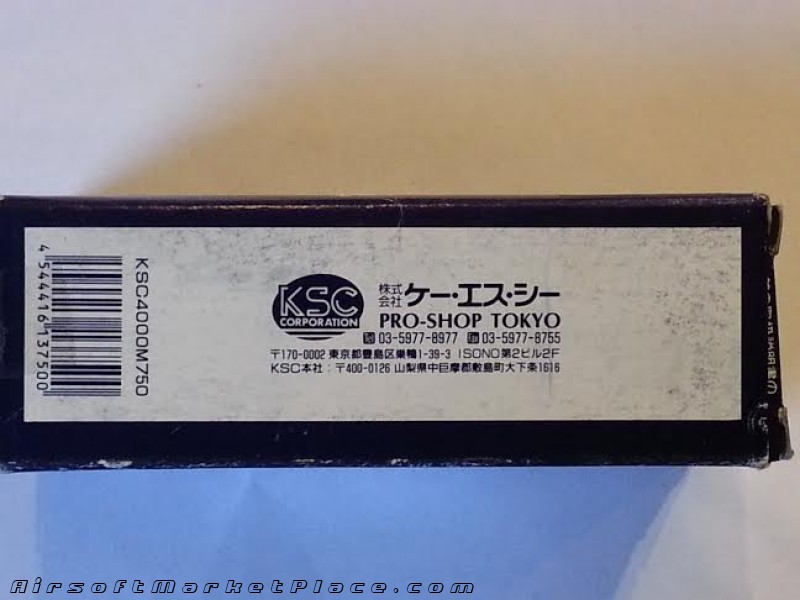 4 544416 137500
KSC4000M750
KSC
CORPORATION
株式会社 ケー・エス・シー
PRO-SHOP TOKYO
03-5977-8977 03-5977-8755
〒170-0002 東京都豊島区巣鴨1-39-3 ISONO第2ビル2F
KSC本社:〒400-0126 山梨県中巨摩郡敷島町大下条1616
AirsoftMarketPlace.com